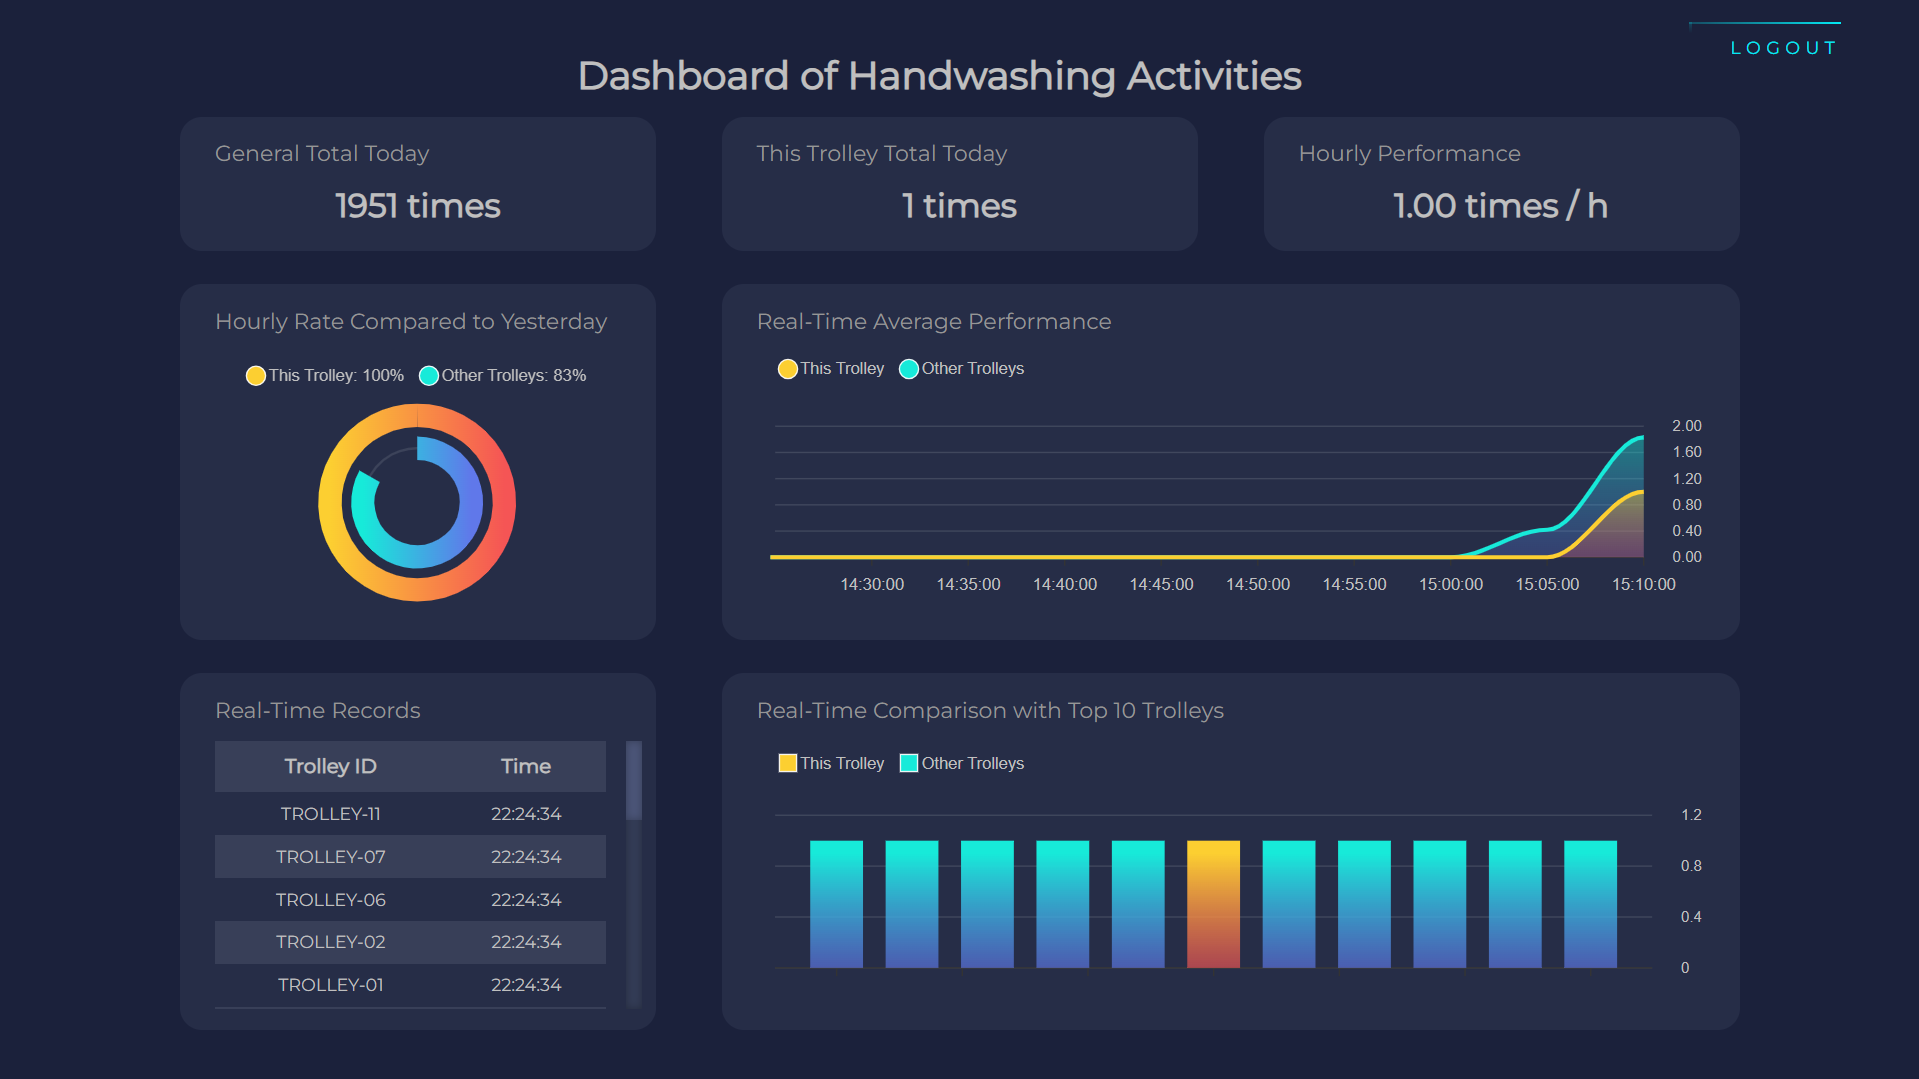 LOGOUT
Dashboard of Handwashing Activities
General Total Today
1951 times
This Trolley Total Today
1 times
Hourly Performance
1.00 times / h
Hourly Rate Compared to Yesterday
This Trolley: 100% Other Trolleys: 83%
Real-Time Average Performance
This Trolley Other Trolleys
2.00
1.60
1.20
0.80
0.40
0.00
14:30:00 14:35:00 14:40:00 14:45:00 14:50:00 14:55:00 15:00:00 15:05:00 15:10:00
Real-Time Records
Trolley ID Time
TROLLEY-11 22:24:34
TROLLEY-07 22:24:34
TROLLEY-06 22:24:34
TROLLEY-02 22:24:34
TROLLEY-01 22:24:34
Real-Time Comparison with Top 10 Trolleys
This Trolley Other Trolleys
1.2
0.8
0.4
0